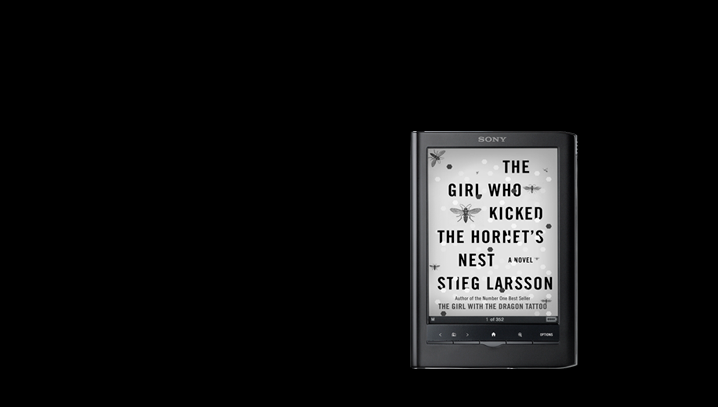 SONY
THE
GIRL WHO
KICKED
THE HORNET'S
NEST A NOVEL
STIEG LARSSON
Author of the Number One Best Seller
THE GIRL WITH THE DRAGON TATTOO
OPTIONS